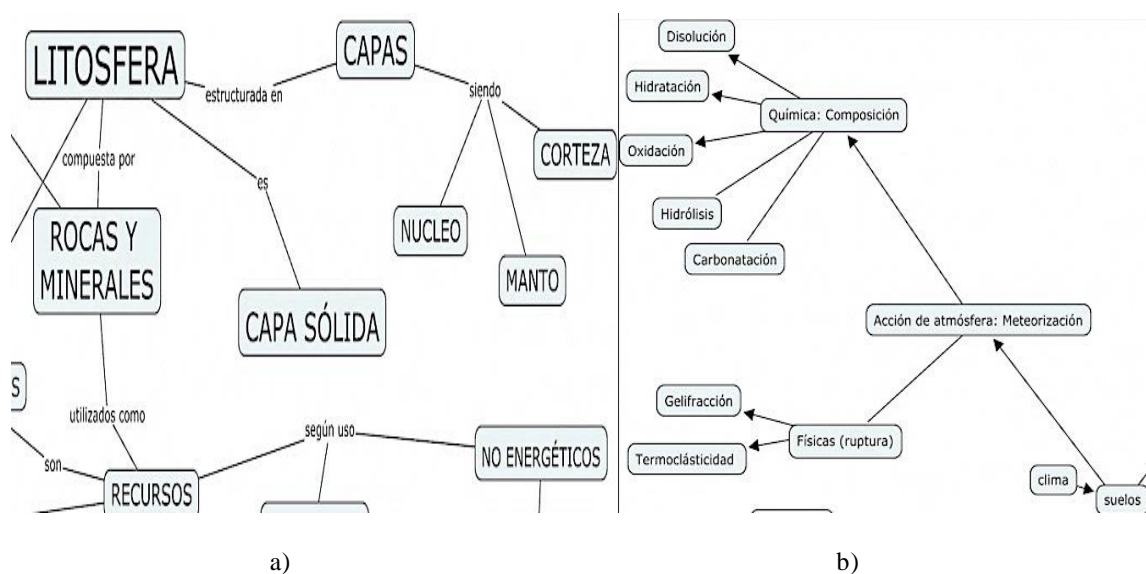 LITOSFERA
estructurada en
CAPAS
siendo
CORTEZA
NUCLEO
MANTO
compuesta por
es
ROCAS Y
MINERALES
CAPA SÓLIDA
S
utilizados como
son
RECURSOS
según uso
NO ENERGÉTICOS
Disolución
Hidratación
Química: Composición
Oxidación
Hidrólisis
Carbonatación
Acción de atmósfera: Meteorización
Gelifracción
Físicas (ruptura)
Termoclásticidad
clima
suelos
a)
b)